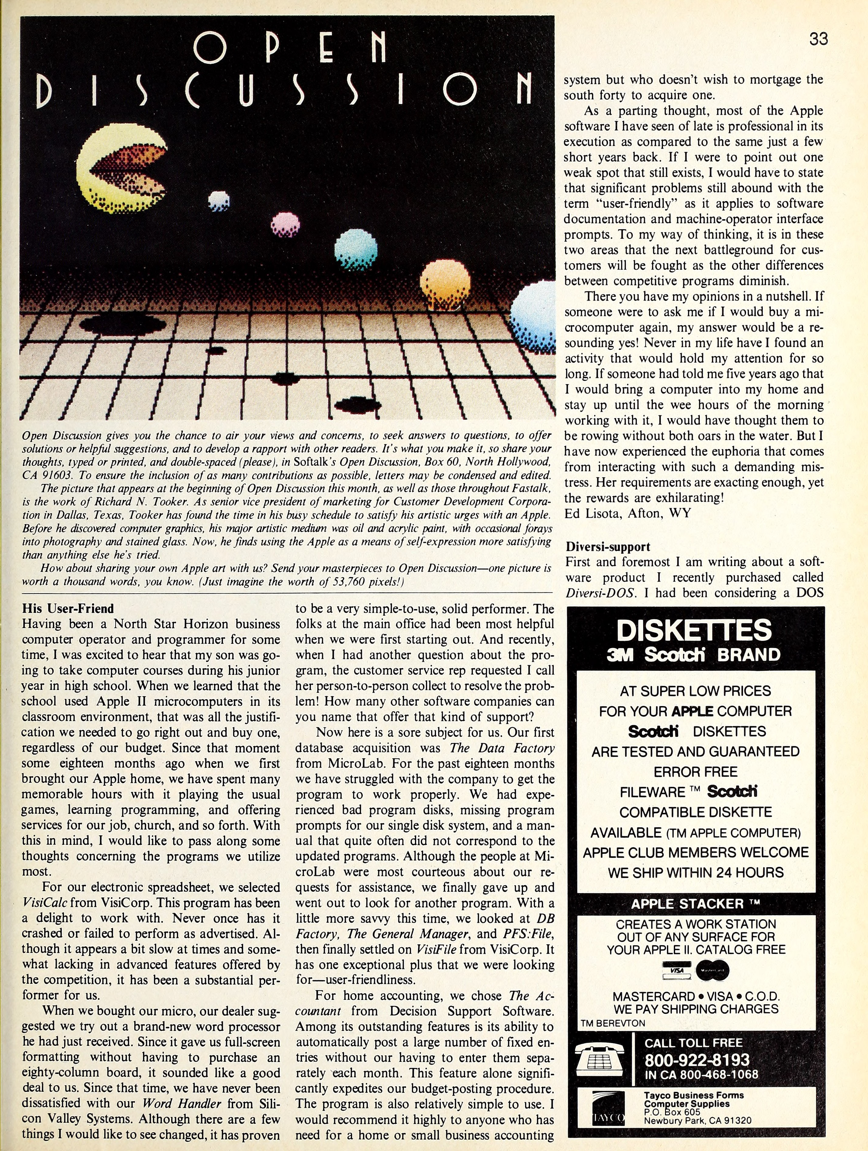 33
OPEN
DISCUSSION
Open Discussion gives you the chance to air your views and concerns, to seek answers to questions, to offer
solutions or helpful suggestions, and to develop a rapport with other readers. It's what you make it, so share your
thoughts, typed or printed, and double-spaced (please), in Softalk's Open Discussion, Box 60, North Hollywood,
CA 91603. To ensure the inclusion of as many contributions as possible, letters may be condensed and edited.
The picture that appears at the beginning of Open Discussion this month, as well as those throughout Fastalk,
is the work of Richard N. Tooker. As senior vice president of marketing for Customer Development Corpora-
tion in Dallas, Texas, Tooker has found the time in his busy schedule to satisfy his artistic urges with an Apple.
Before he discovered computer graphics, his major artistic medium was oil and acrylic paint, with occasional forays
into photography and stained glass. Now, he finds using the Apple as a means of self-expression more satisfying
than anything else he's tried.
How about sharing your own Apple art with us? Send your masterpieces to Open Discussion—one picture is
worth a thousand words, you know. (Just imagine the worth of 53,760 pixels!)
His User-Friend
Having been a North Star Horizon business
computer operator and programmer for some
time, I was excited to hear that my son was go-
ing to take computer courses during his junior
year in high school. When we learned that the
school used Apple II microcomputers in its
classroom environment, that was all the justifi-
cation we needed to go right out and buy one,
regardless of our budget. Since that moment
some eighteen months ago when we first
brought our Apple home, we have spent many
memorable hours with it playing the usual
games, learning programming, and offering
services for our job, church, and so forth. With
this in mind, I would like to pass along some
thoughts concerning the programs we utilize
most.
For our electronic spreadsheet, we selected
VisiCalc from VisiCorp. This program has been
a delight to work with. Never once has it
crashed or failed to perform as advertised. Al-
though it appears a bit slow at times and some-
what lacking in advanced features offered by
the competition, it has been a substantial per-
former for us.
When we bought our micro, our dealer sug-
gested we try out a brand-new word processor
he had just received. Since it gave us full-screen
formatting without having to purchase an
eighty-column board, it sounded like a good
deal to us. Since that time, we have never been
dissatisfied with our Word Handler from Sili-
con Valley Systems. Although there are a few
things I would like to see changed, it has proven
to be a very simple-to-use, solid performer. The
folks at the main office had been most helpful
when we were first starting out. And recently,
when I had another question about the pro-
gram, the customer service rep requested I call
her person-to-person collect to resolve the prob-
lem! How many other software companies can
you name that offer that kind of support?
Now here is a sore subject for us. Our first
database acquisition was The Data Factory
from MicroLab. For the past eighteen months
we have struggled with the company to get the
program to work properly. We had expe-
rienced bad program disks, missing program
prompts for our single disk system, and a man-
ual that quite often did not correspond to the
updated programs. Although the people at Mi-
croLab were most courteous about our re-
quests for assistance, we finally gave up and
went out to look for another program. With a
little more savvy this time, we looked at DB
Factory, The General Manager, and PFS:File,
then finally settled on VisiFile from VisiCorp. It
has one exceptional plus that we were looking
for—user-friendliness.
For home accounting, we chose The Ac-
countant from Decision Support Software.
Among its outstanding features is its ability to
automatically post a large number of fixed en-
tries without our having to enter them sepa-
rately each month. This feature alone signifi-
cantly expedites our budget-posting procedure.
The program is also relatively simple to use. I
would recommend it highly to anyone who has
need for a home or small business accounting
system but who doesn't wish to mortgage the
south forty to acquire one.
As a parting thought, most of the Apple
software I have seen of late is professional in its
execution as compared to the same just a few
short years back. If I were to point out one
weak spot that still exists, I would have to state
that significant problems still abound with the
term "user-friendly" as it applies to software
documentation and machine-operator interface
prompts. To my way of thinking, it is in these
two areas that the next battleground for cus-
tomers will be fought as the other differences
between competitive programs diminish.
There you have my opinions in a nutshell. If
someone were to ask me if I would buy a mi-
crocomputer again, my answer would be a re-
sounding yes! Never in my life have I found an
activity that would hold my attention for so
long. If someone had told me five years ago that
I would bring a computer into my home and
stay up until the wee hours of the morning
working with it, I would have thought them to
be rowing without both oars in the water. But I
have now experienced the euphoria that comes
from interacting with such a demanding mis-
tress. Her requirements are exacting enough, yet
the rewards are exhilarating!
Ed Lisota, Afton, WY
Diversi-support
First and foremost I am writing about a soft-
ware product I recently purchased called
Diversi-DOS. I had been considering a DOS
DISKETTES
3M Scotch BRAND
AT SUPER LOW PRICES
FOR YOUR APPLE COMPUTER
Scotch DISKETTES
ARE TESTED AND GUARANTEED
ERROR FREE
FILEWARE ™ Scotch
COMPATIBLE DISKETTE
AVAILABLE (TM APPLE COMPUTER)
APPLE CLUB MEMBERS WELCOME
WE SHIP WITHIN 24 HOURS
APPLE STACKER ™
CREATES A WORK STATION
OUT OF ANY SURFACE FOR
YOUR APPLE II. CATALOG FREE
VISA MasterCard
MASTERCARD • VISA • C.O.D.
WE PAY SHIPPING CHARGES
TM BEREVTON
CALL TOLL FREE
800-922-8193
IN CA 800-468-1068
TAYCO
Tayco Business Forms
Computer Supplies
P.O. Box 605
Newbury Park, CA 91320